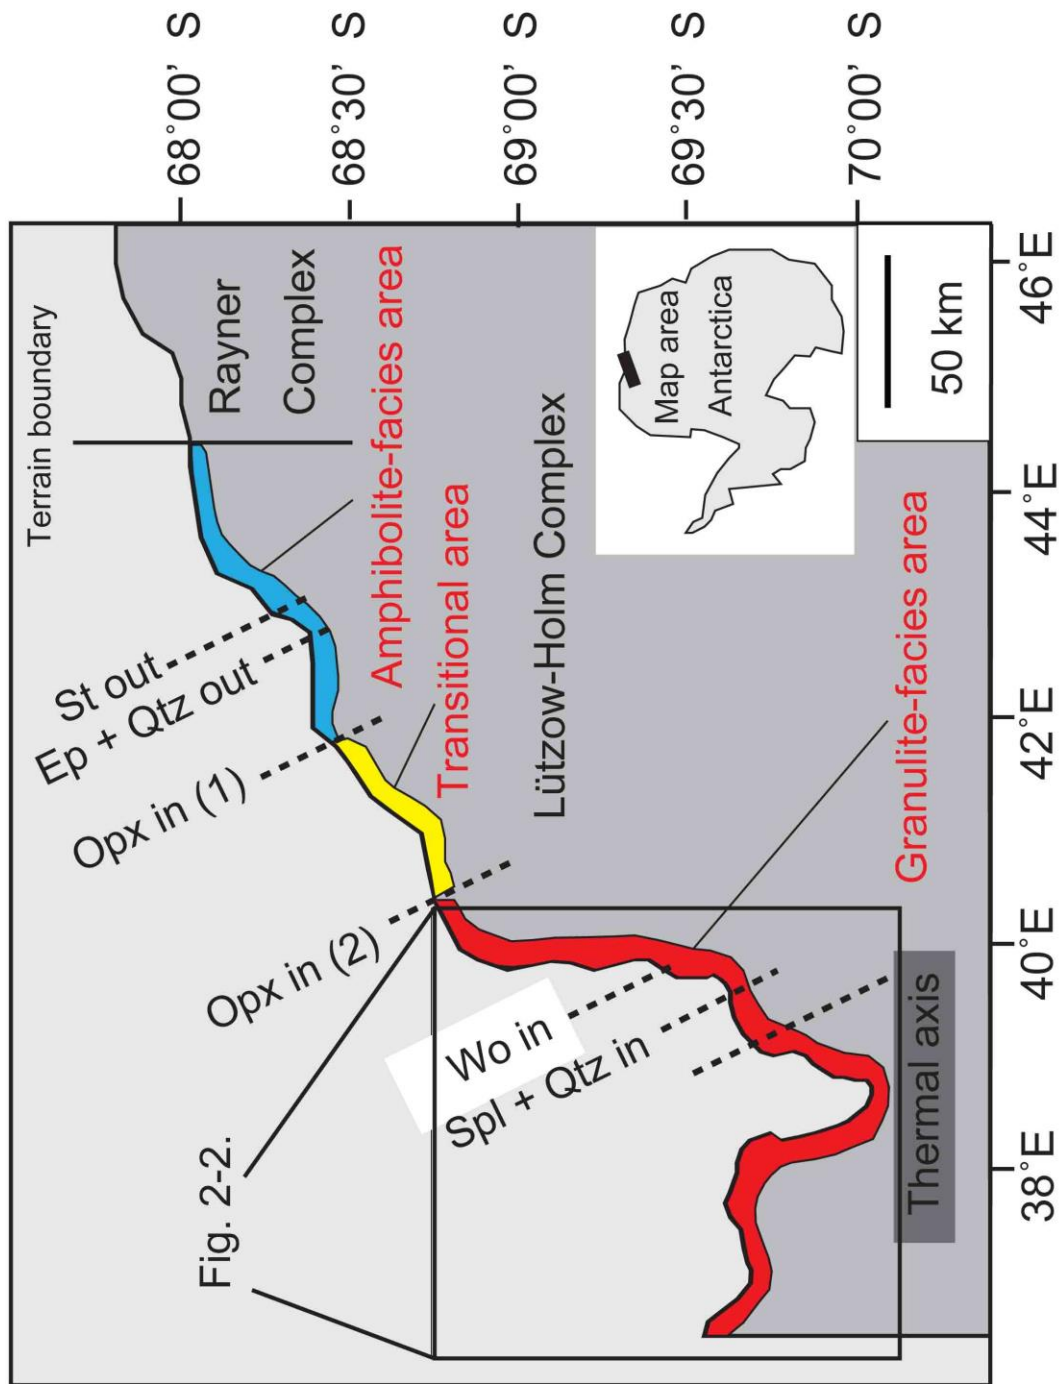 Terrain boundary
Rayner
Complex
St out
Ep + Qtz out
Opx in (1)
Opx in (2)
Wo in
Spl + Qtz in
Fig. 2-2.
Amphibolite-facies area
Transitional area
Lützow-Holm Complex
Granulite-facies area
Thermal axis
Map area
Antarctica
50 km
68°00’ S
68°30’ S
69°00’ S
69°30’ S
70°00’ S
38°E
40°E
42°E
44°E
46°E